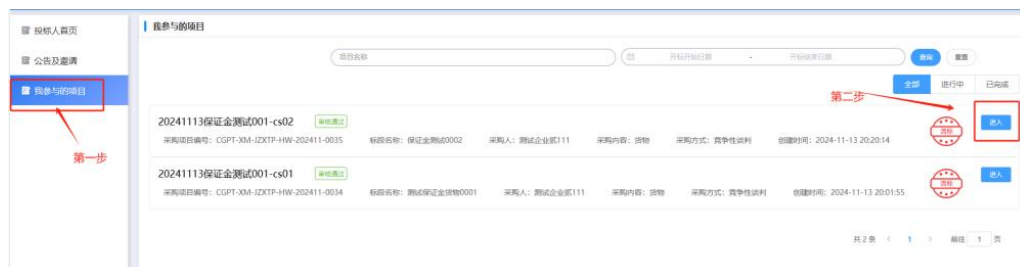 投标人首页
公告及邀请
我参与的项目
第一步
我参与的项目
项目名称 开标开始日期 - 开标结束日期 查询 重置
全部 进行中 已完成
第二步
20241113保证金测试001-cs02 审核通过
采购项目编号：CGPT-XM-JZXTP-HW-202411-0035 标段名称：保证金测试0002 采购人：测试企业贰111 采购内容：货物 采购方式：竞争性谈判 创建时间：2024-11-13 20:20:14 流标 进入
20241113保证金测试001-cs01 审核通过
采购项目编号：CGPT-XM-JZXTP-HW-202411-0034 标段名称：测试保证金货物0001 采购人：测试企业贰111 采购内容：货物 采购方式：竞争性谈判 创建时间：2024-11-13 20:01:55 流标 进入
共2条 < 1 > 前往 1 页